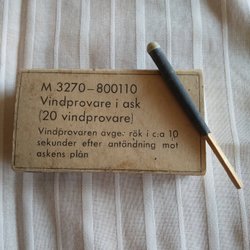 M 3270-800110
Vindprovare i ask
(20 vindprovare)
Vindprovaren avger rök i c:a 10
sekunder efter antändning mot
askens plån